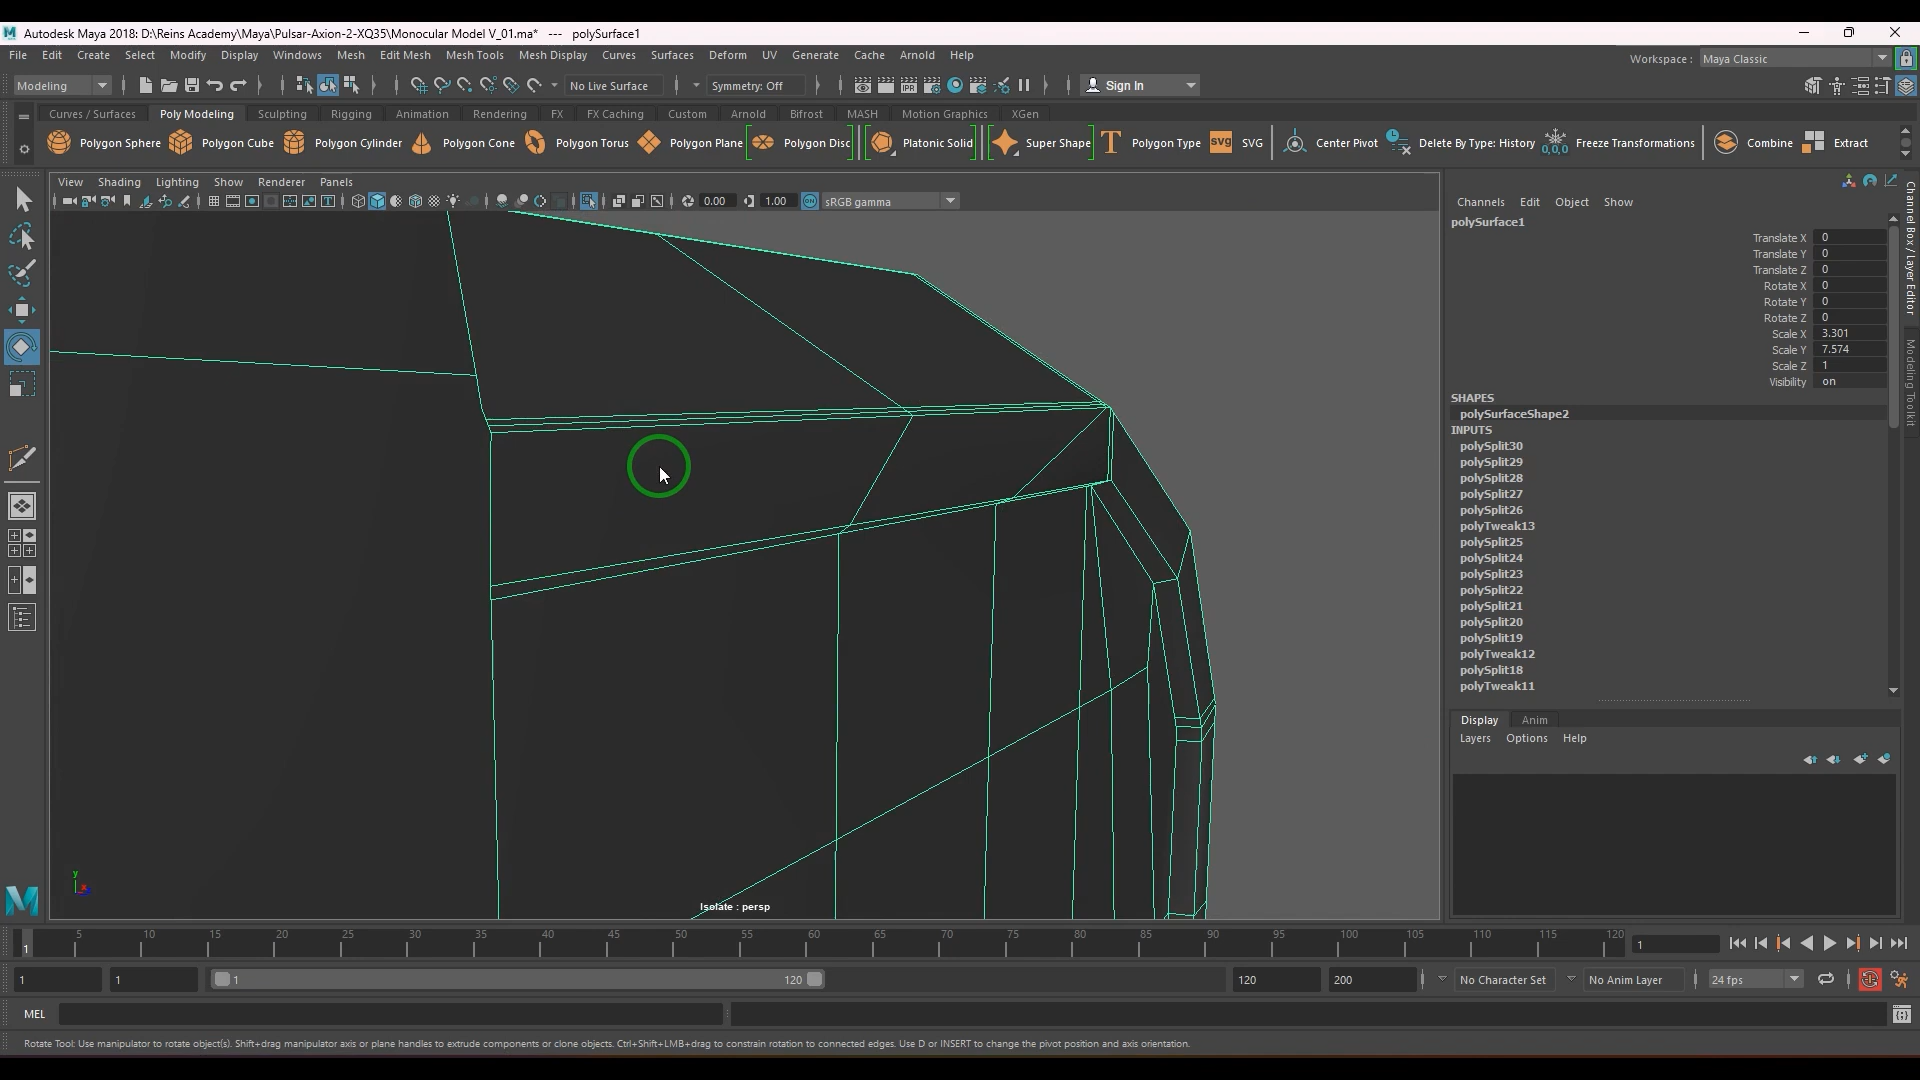 Autodesk Maya 2018: D:\Reins Academy\Maya\Pulsar-Axion-2-XQ35\Monocular Model V_01.ma* --- polySurface1
File Edit Create Select Modify Display Windows Mesh Edit Mesh Mesh Tools Mesh Display Curves Surfaces Deform UV Generate Cache Arnold Help
Workspace : Maya Classic
Modeling No Live Surface Symmetry: Off Sign In
Curves / Surfaces Poly Modeling Sculpting Rigging Animation Rendering FX FX Caching Custom Arnold Bifrost MASH Motion Graphics XGen
Polygon Sphere Polygon Cube Polygon Cylinder Polygon Cone Polygon Torus Polygon Plane Polygon Disc Platonic Solid Super Shape Polygon Type SVG SVG Center Pivot Delete By Type: History 0,0,0 Freeze Transformations Combine Extract
View Shading Lighting Show Renderer Panels
0.00 1.00 ON sRGB gamma
Isolate : persp
y
x
Channels Edit Object Show
polySurface1
Translate X 0
Translate Y 0
Translate Z 0
Rotate X 0
Rotate Y 0
Rotate Z 0
Scale X 3.301
Scale Y 7.574
Scale Z 1
Visibility on
SHAPES
polySurfaceShape2
INPUTS
polySplit30
polySplit29
polySplit28
polySplit27
polySplit26
polyTweak13
polySplit25
polySplit24
polySplit23
polySplit22
polySplit21
polySplit20
polySplit19
polyTweak12
polySplit18
polyTweak11
Channel Box / Layer Editor
Modeling Toolkit
Display Anim
Layers Options Help
1 5 10 15 20 25 30 35 40 45 50 55 60 65 70 75 80 85 90 95 100 105 110 115 120 1
1 1 1 120 120 200 No Character Set No Anim Layer 24 fps
MEL
Rotate Tool: Use manipulator to rotate object(s). Shift+drag manipulator axis or plane handles to extrude components or clone objects. Ctrl+Shift+LMB+drag to constrain rotation to connected edges. Use D or INSERT to change the pivot position and axis orientation.